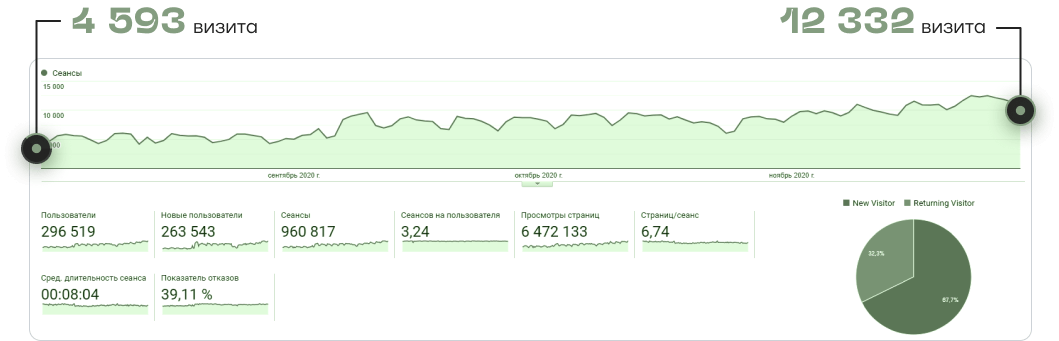 4 593 визита
12 332 визита
Сеансы
15 000
10 000
000
сентябрь 2020 г.
октябрь 2020 г.
ноябрь 2020 г.
New Visitor
Returning Visitor
Пользователи
296 519
Новые пользователи
263 543
Сеансы
960 817
Сеансов на пользователя
3,24
Просмотры страниц
6 472 133
Страниц/сеанс
6,74
32,3%
67,7%
Сред. длительность сеанса
00:08:04
Показатель отказов
39,11 %